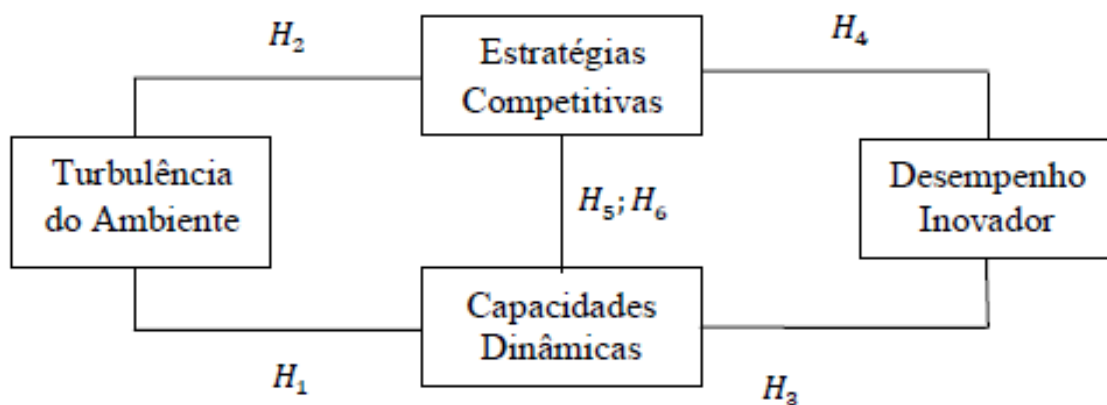 H₂
Estratégias
Competitivas
H₄
Turbulência
do Ambiente
H₅; H₆
Desempenho
Inovador
Capacidades
Dinâmicas
H₁
H₃